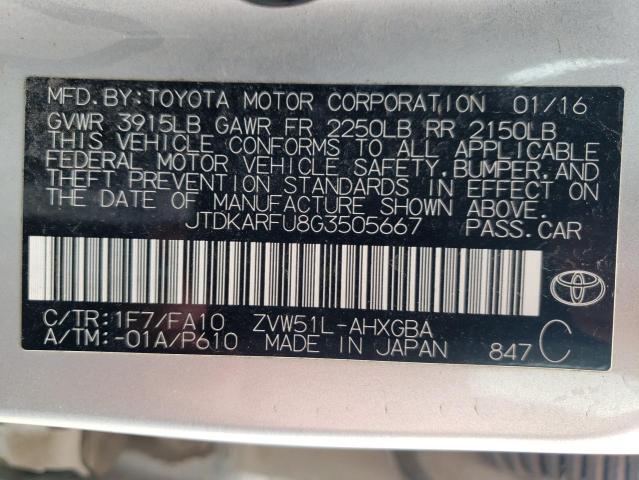 MFD. BY: TOYOTA MOTOR CORPORATION 01/16
GVWR 3915LB GAWR FR 2250LB RR 2150LB
THIS VEHICLE CONFORMS TO ALL APPLICABLE
FEDERAL MOTOR VEHICLE SAFETY, BUMPER, AND
THEFT PREVENTION STANDARDS IN EFFECT ON
THE DATE OF MANUFACTURE SHOWN ABOVE.
JTDKARFU8G3505667 PASS. CAR
C/TR: 1F7/FA10 ZVW51L-AHXGBA
A/TM: -01A/P610 MADE IN JAPAN 847 C